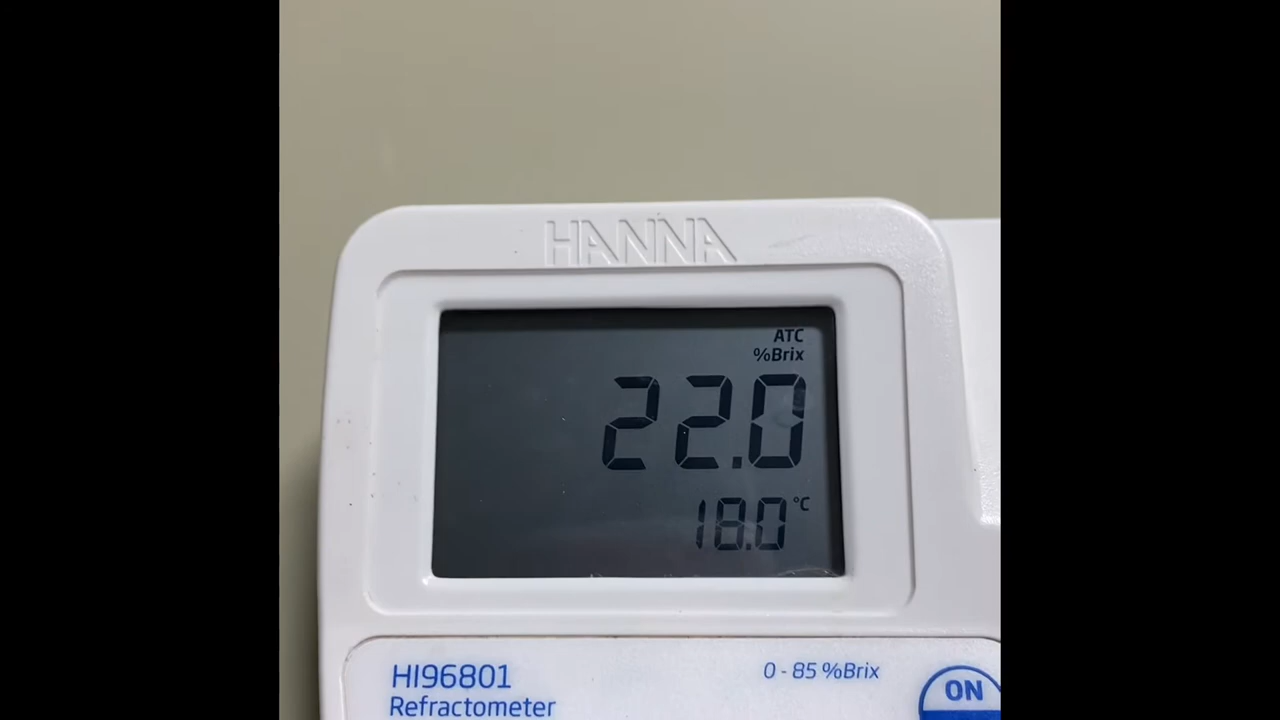 HANNA
ATC
%Brix
22.0
18.0 °C
HI96801
0 - 85 %Brix
Refractometer
ON